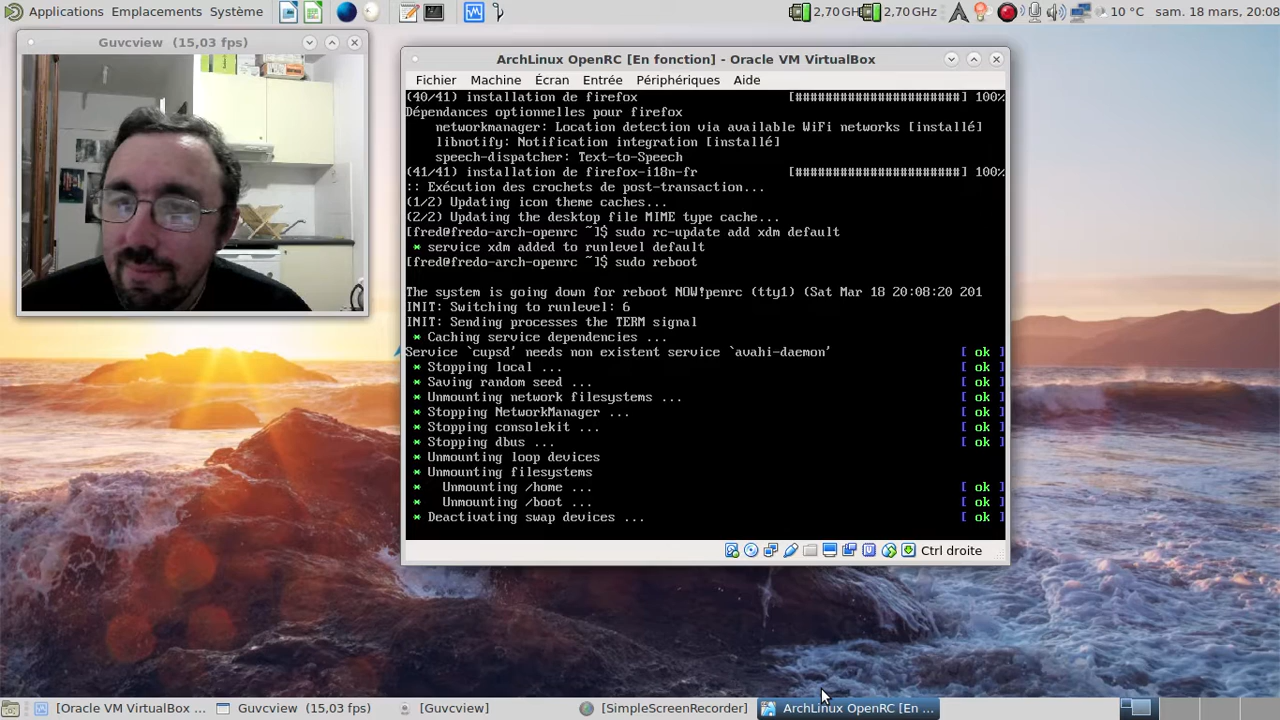 Applications Emplacements Système
2,70 GH 2,70 GHz
10 °C sam. 18 mars, 20:08
Guvcview (15,03 fps)
ArchLinux OpenRC [En fonction] - Oracle VM VirtualBox
Fichier Machine Écran Entrée Périphériques Aide
(40/41) installation de firefox [######################] 100%
Dépendances optionnelles pour firefox
networkmanager: Location detection via available WiFi networks [installé]
libnotify: Notification integration [installé]
speech-dispatcher: Text-to-Speech
(41/41) installation de firefox-i18n-fr [######################] 100%
:: Exécution des crochets de post-transaction...
(1/2) Updating icon theme caches...
(2/2) Updating the desktop file MIME type cache...
[fred@fredo-arch-openrc ~]$ sudo rc-update add xdm default
* service xdm added to runlevel default
[fred@fredo-arch-openrc ~]$ sudo reboot
The system is going down for reboot NOW!penrc (tty1) (Sat Mar 18 20:08:20 201
INIT: Switching to runlevel: 6
INIT: Sending processes the TERM signal
* Caching service dependencies ...
Service `cupsd' needs non existent service `avahi-daemon' [ ok ]
* Stopping local ... [ ok ]
* Saving random seed ... [ ok ]
* Unmounting network filesystems ... [ ok ]
* Stopping NetworkManager ... [ ok ]
* Stopping consolekit ... [ ok ]
* Stopping dbus ... [ ok ]
* Unmounting loop devices
* Unmounting filesystems
* Unmounting /home ... [ ok ]
* Unmounting /boot ... [ ok ]
* Deactivating swap devices ... [ ok ]
Ctrl droite
[Oracle VM VirtualBox ... Guvcview (15,03 fps) [Guvcview] [SimpleScreenRecorder] ArchLinux OpenRC [En ...